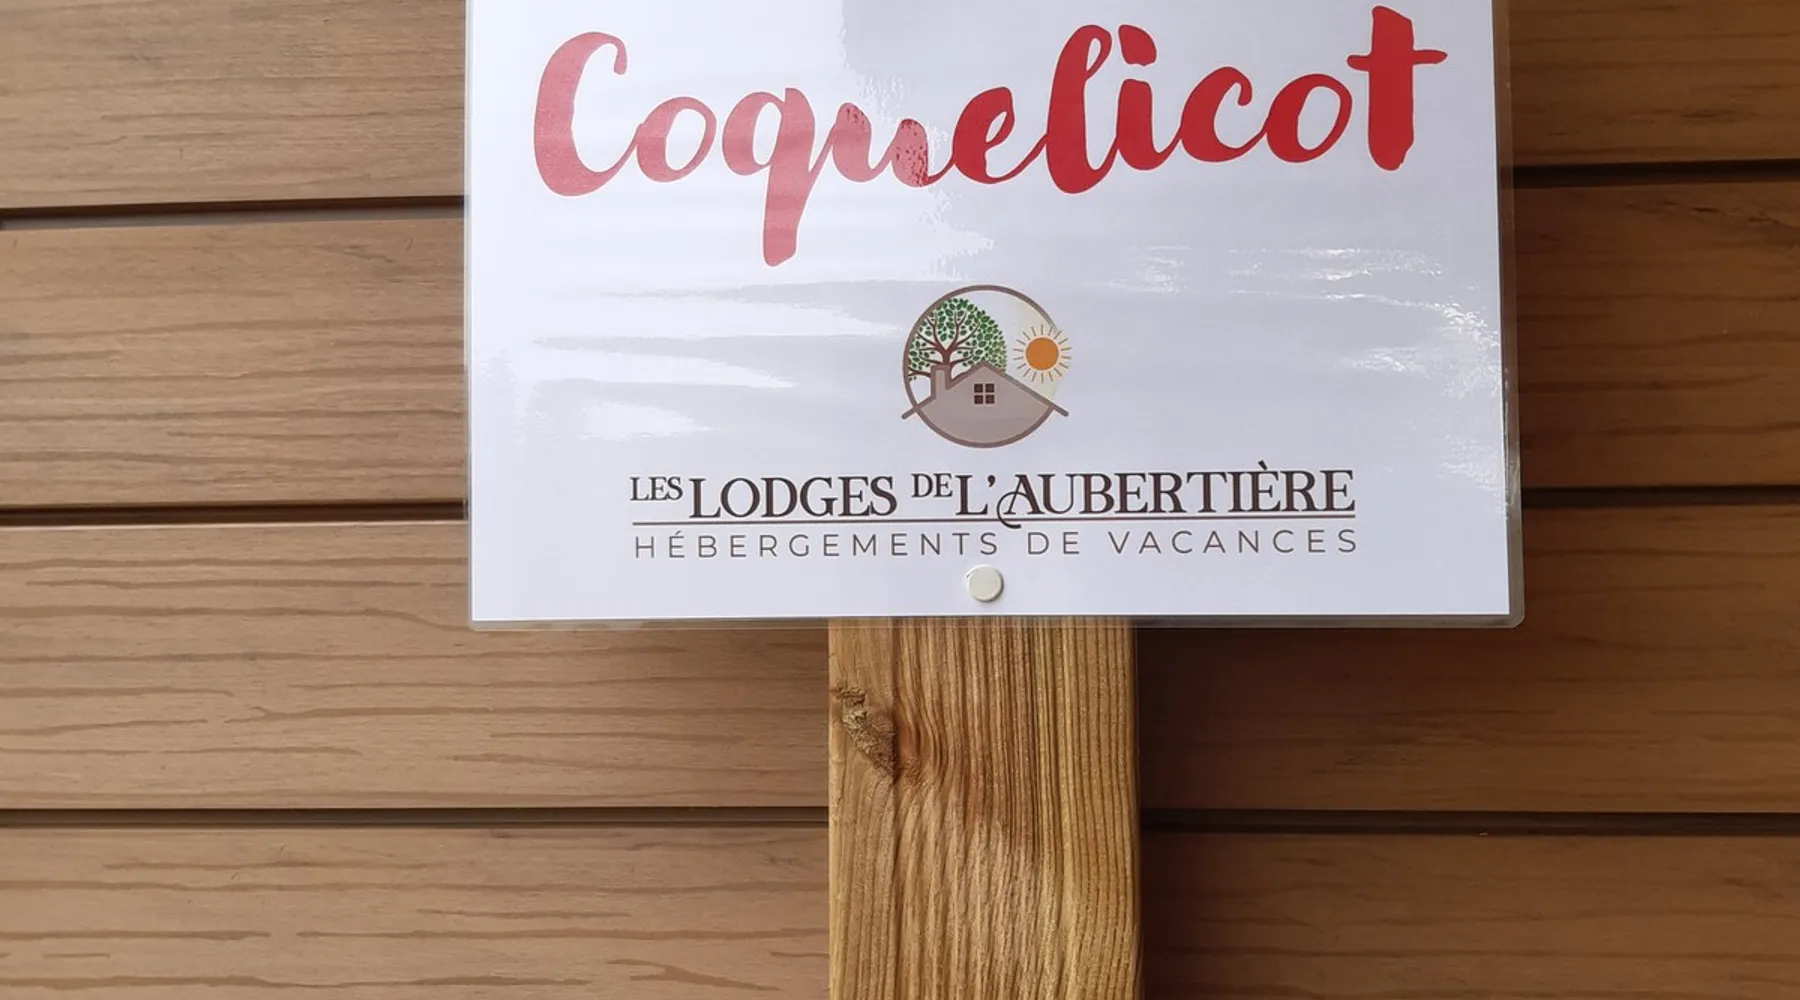 Coquelicot
LES LODGES DE L'AUBERTIÈRE
HÉBERGEMENTS DE VACANCES